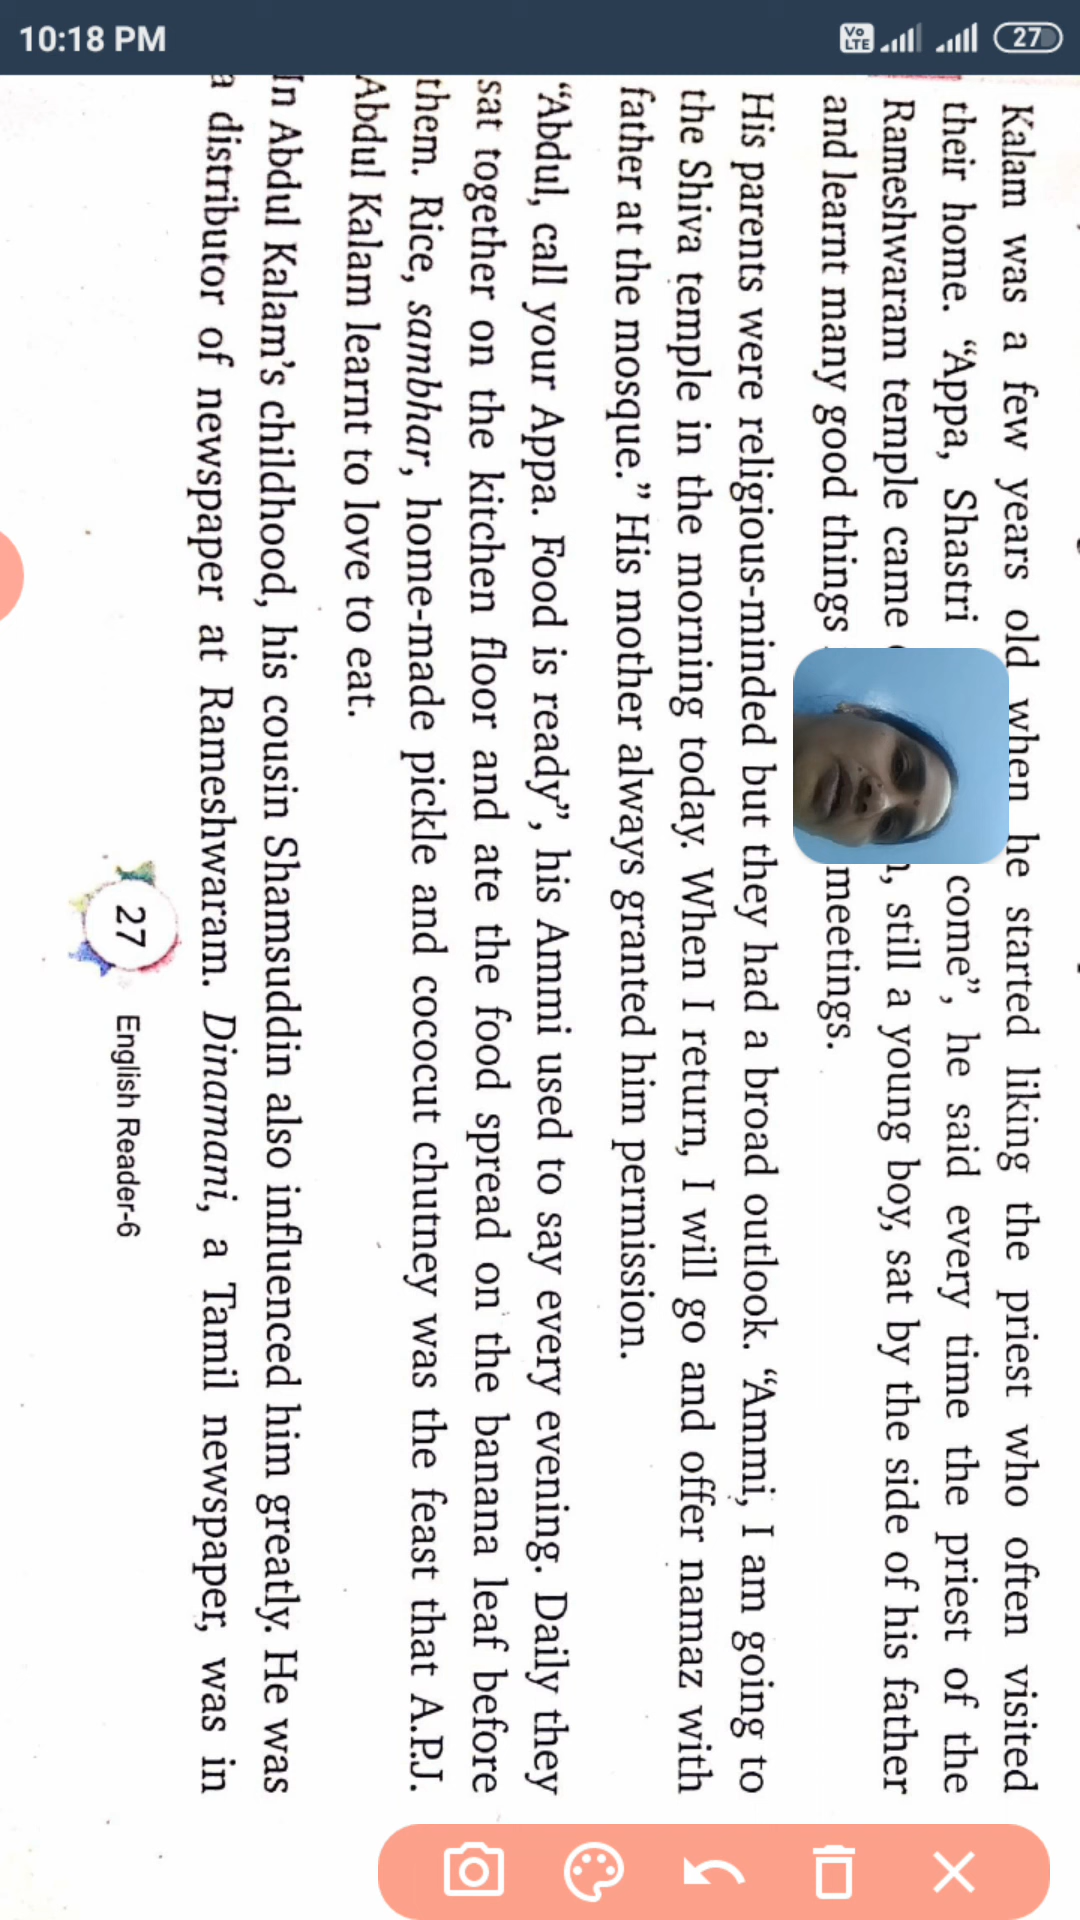 10:18 PM
Vo LTE
27
Kalam was a few years old when he started liking the priest who often visited
their home. “Appa, Shastri come”, he said every time the priest of the
Rameshwaram temple came still a young boy, sat by the side of his father
and learnt many good things meetings.
His parents were religious-minded but they had a broad outlook. “Ammi, I am going to
the Shiva temple in the morning today. When I return, I will go and offer namaz with
father at the mosque.” His mother always granted him permission.
“Abdul, call your Appa. Food is ready”, his Ammi used to say every evening. Daily they
sat together on the kitchen floor and ate the food spread on the banana leaf before
them. Rice, sambhar, home-made pickle and cococut chutney was the feast that A.P.J.
Abdul Kalam learnt to love to eat.
In Abdul Kalam’s childhood, his cousin Shamsuddin also influenced him greatly. He was
a distributor of newspaper at Rameshwaram. Dinamani, a Tamil newspaper, was in
27 English Reader-6